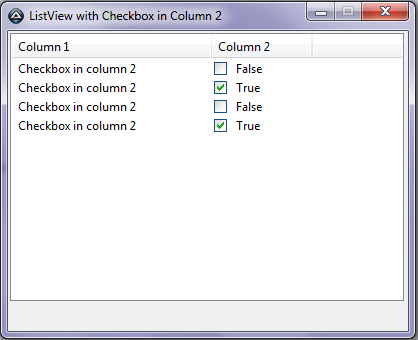 ListView with Checkbox in Column 2
Column 1 Column 2
Checkbox in column 2 False
Checkbox in column 2 True
Checkbox in column 2 False
Checkbox in column 2 True